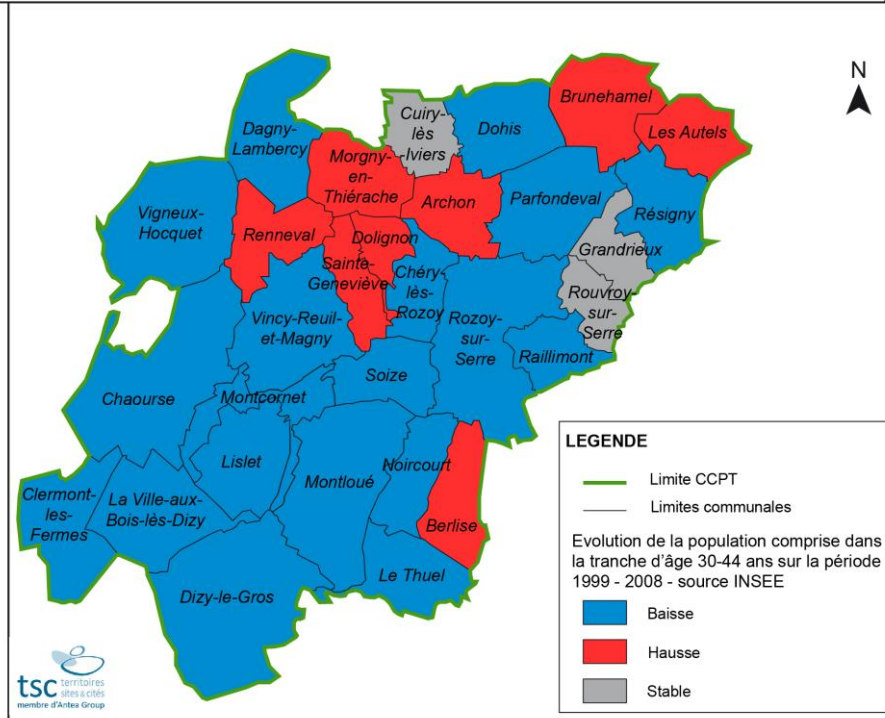 N
Brunehamel
Les Autels
Cuiry-
lès
Iviers
Dohis
Dagny-
Lambercy
Morgny-
en-
Thiérache
Archon
Parfondeval
Résigny
Vigneux-
Hocquet
Renneval
Dolignon
Grandrieux
Sainte-
Geneviève
Chéry-
lès-
Rozoy
Rouvroy-
sur-
Serre
Vincy-Reuil-
et-Magny
Rozoy-
sur-
Serre
Raillimont
Soize
Chaourse
Montcornet
Lislet
Montloué
Noircourt
Berlise
Clermont-
les-
Fermes
La Ville-aux-
Bois-lès-Dizy
Le Thuel
Dizy-le-Gros
LEGENDE
Limite CCPT
Limites communales
Evolution de la population comprise dans
la tranche d'âge 30-44 ans sur la période
1999 - 2008 - source INSEE
Baisse
Hausse
Stable
tsc territoires
sites & cités
membre d'Antea Group